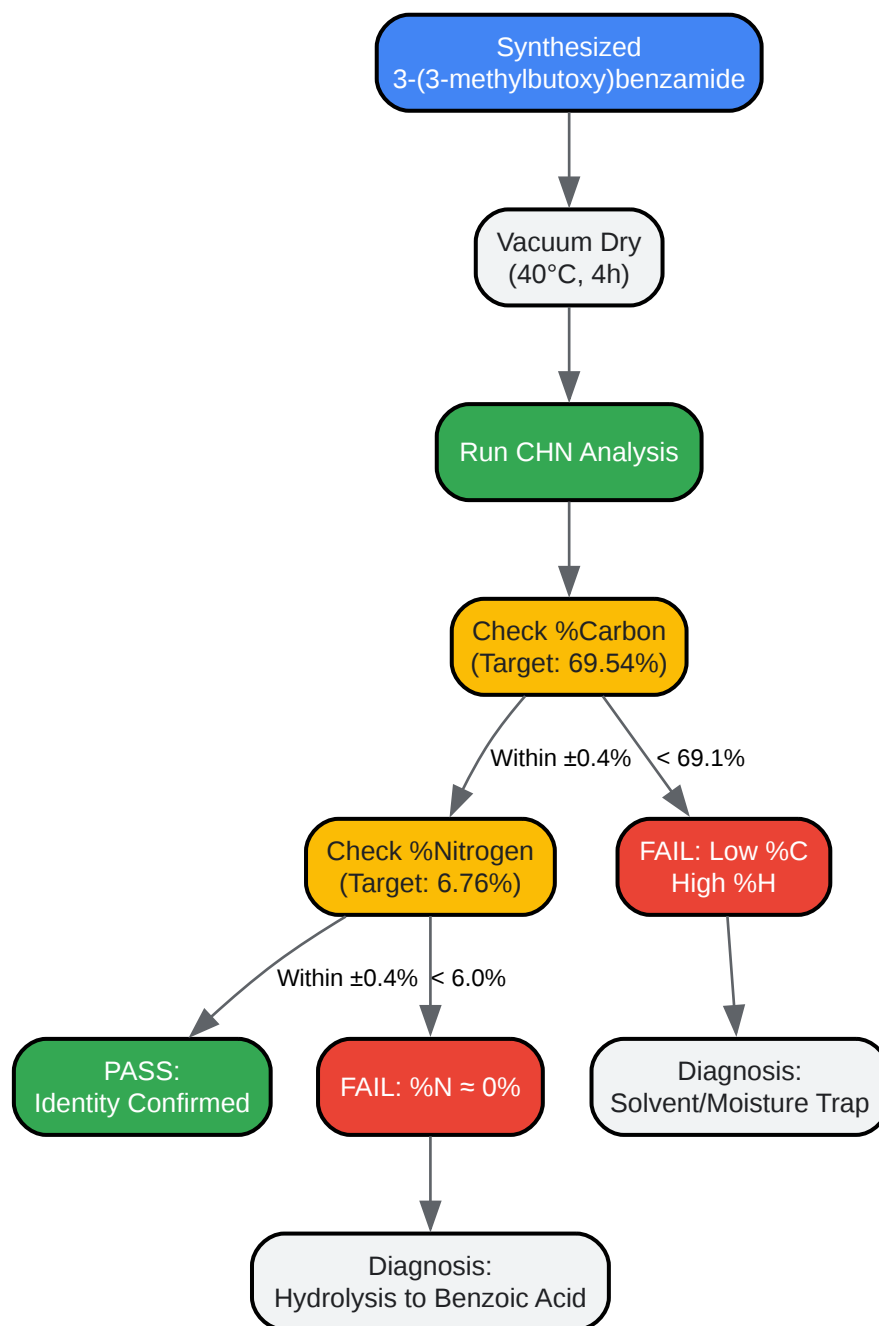 Synthesized
3-(3-methylbutoxy)benzamide
Vacuum Dry
(40°C, 4h)
Run CHN Analysis
Check %Carbon
(Target: 69.54%)
Within ±0.4%
< 69.1%
Check %Nitrogen
(Target: 6.76%)
FAIL: Low %C
High %H
Within ±0.4%
< 6.0%
PASS:
Identity Confirmed
FAIL: %N ≈ 0%
Diagnosis:
Solvent/Moisture Trap
Diagnosis:
Hydrolysis to Benzoic Acid